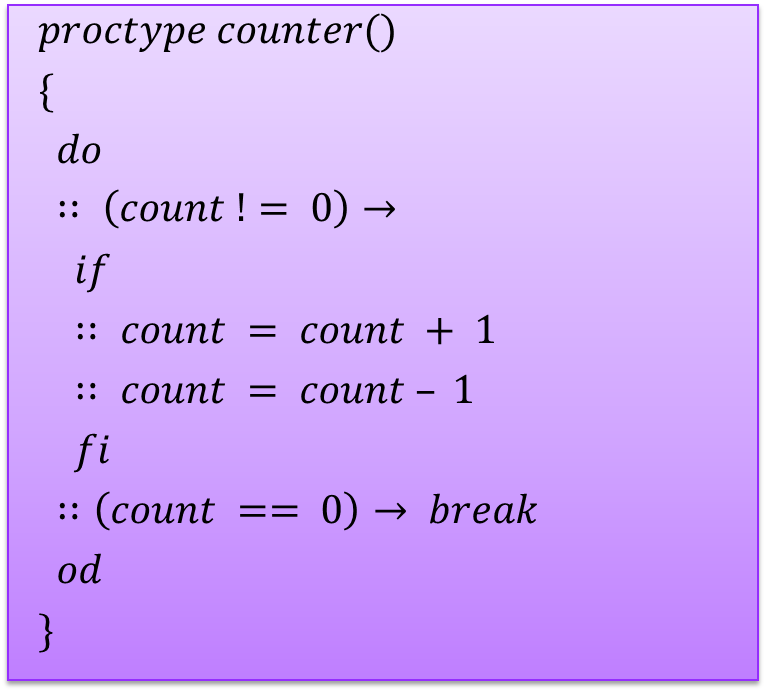 proctype counter()
{
do
:: (count != 0) →
if
:: count = count + 1
:: count = count – 1
fi
:: (count == 0) → break
od
}